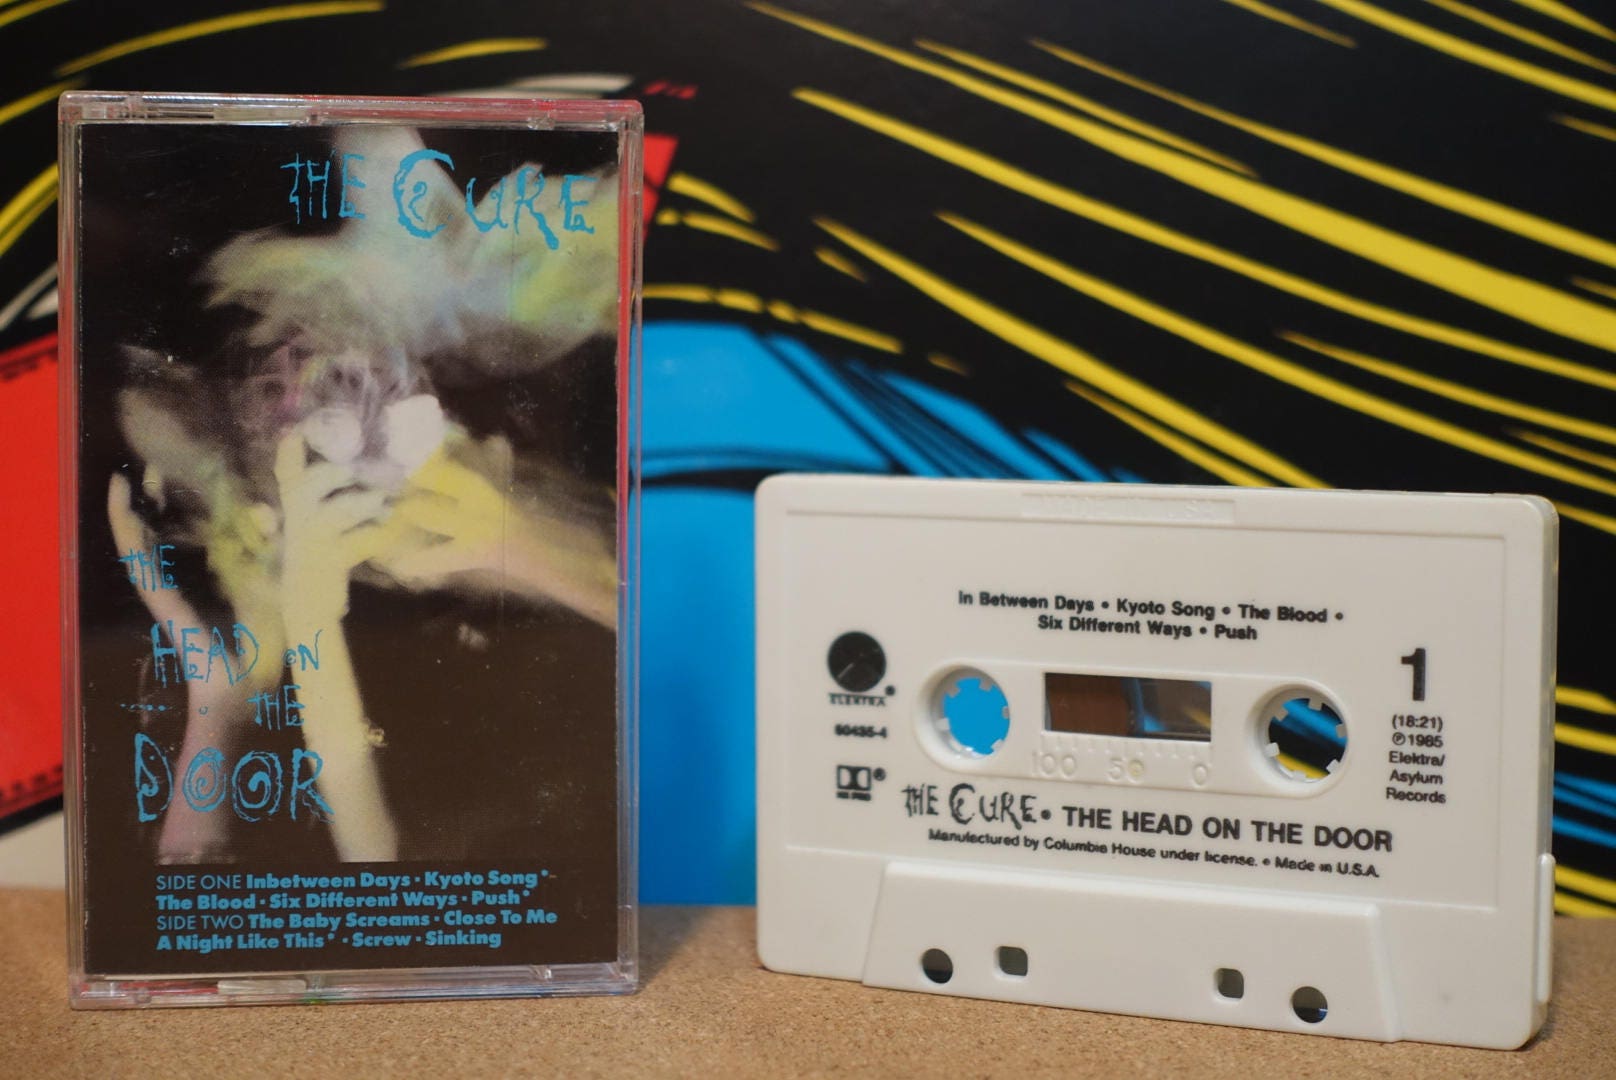 THE CURE
THE
HEAD ON
THE
DOOR
SIDE ONE Inbetween Days · Kyoto Song*
The Blood · Six Different Ways · Push*
SIDE TWO The Baby Screams · Close To Me
A Night Like This* · Screw · Sinking
In Between Days • Kyoto Song • The Blood •
Six Different Ways • Push
ELEKTRA®
60435-4
1
(18:21)
℗1985
Elektra/
Asylum
Records
100 50 0
THE CURE • THE HEAD ON THE DOOR
Manufactured by Columbia House under license. • Made in U.S.A.